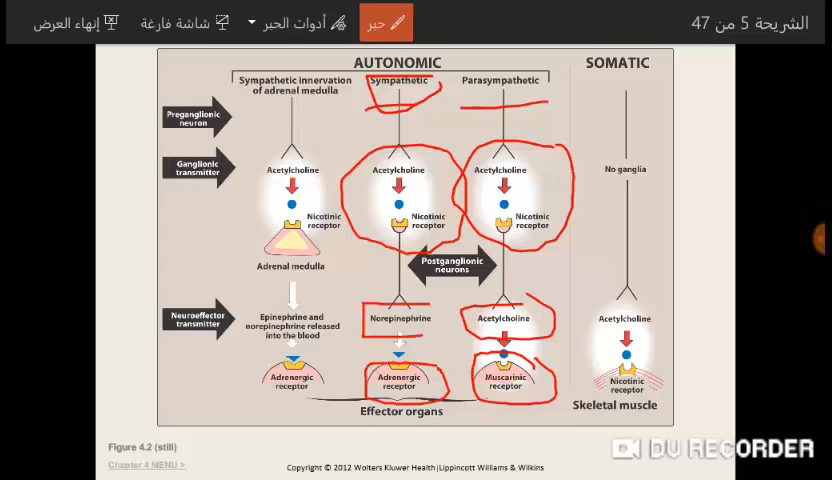 الشريحة 5 من 47
حبر
أدوات الحبر
شاشة فارغة
إنهاء العرض
AUTONOMIC
SOMATIC
Sympathetic innervation
of adrenal medulla
Sympathetic
Parasympathetic
Preganglionic
neuron
Ganglionic
transmitter
Acetylcholine
Acetylcholine
Acetylcholine
No ganglia
Nicotinic
receptor
Nicotinic
receptor
Nicotinic
receptor
Adrenal medulla
Postganglionic
neurons
Neuroeffector
transmitter
Epinephrine and
norepinephrine released
into the blood
Norepinephrine
Acetylcholine
Acetylcholine
Adrenergic
receptor
Adrenergic
receptor
Muscarinic
receptor
Nicotinic
receptor
Effector organs
Skeletal muscle
Figure 4.2 (still)
Chapter 4 MENU >
Copyright © 2012 Wolters Kluwer Health|Lippincott Williams & Wilkins
DU RECORDER